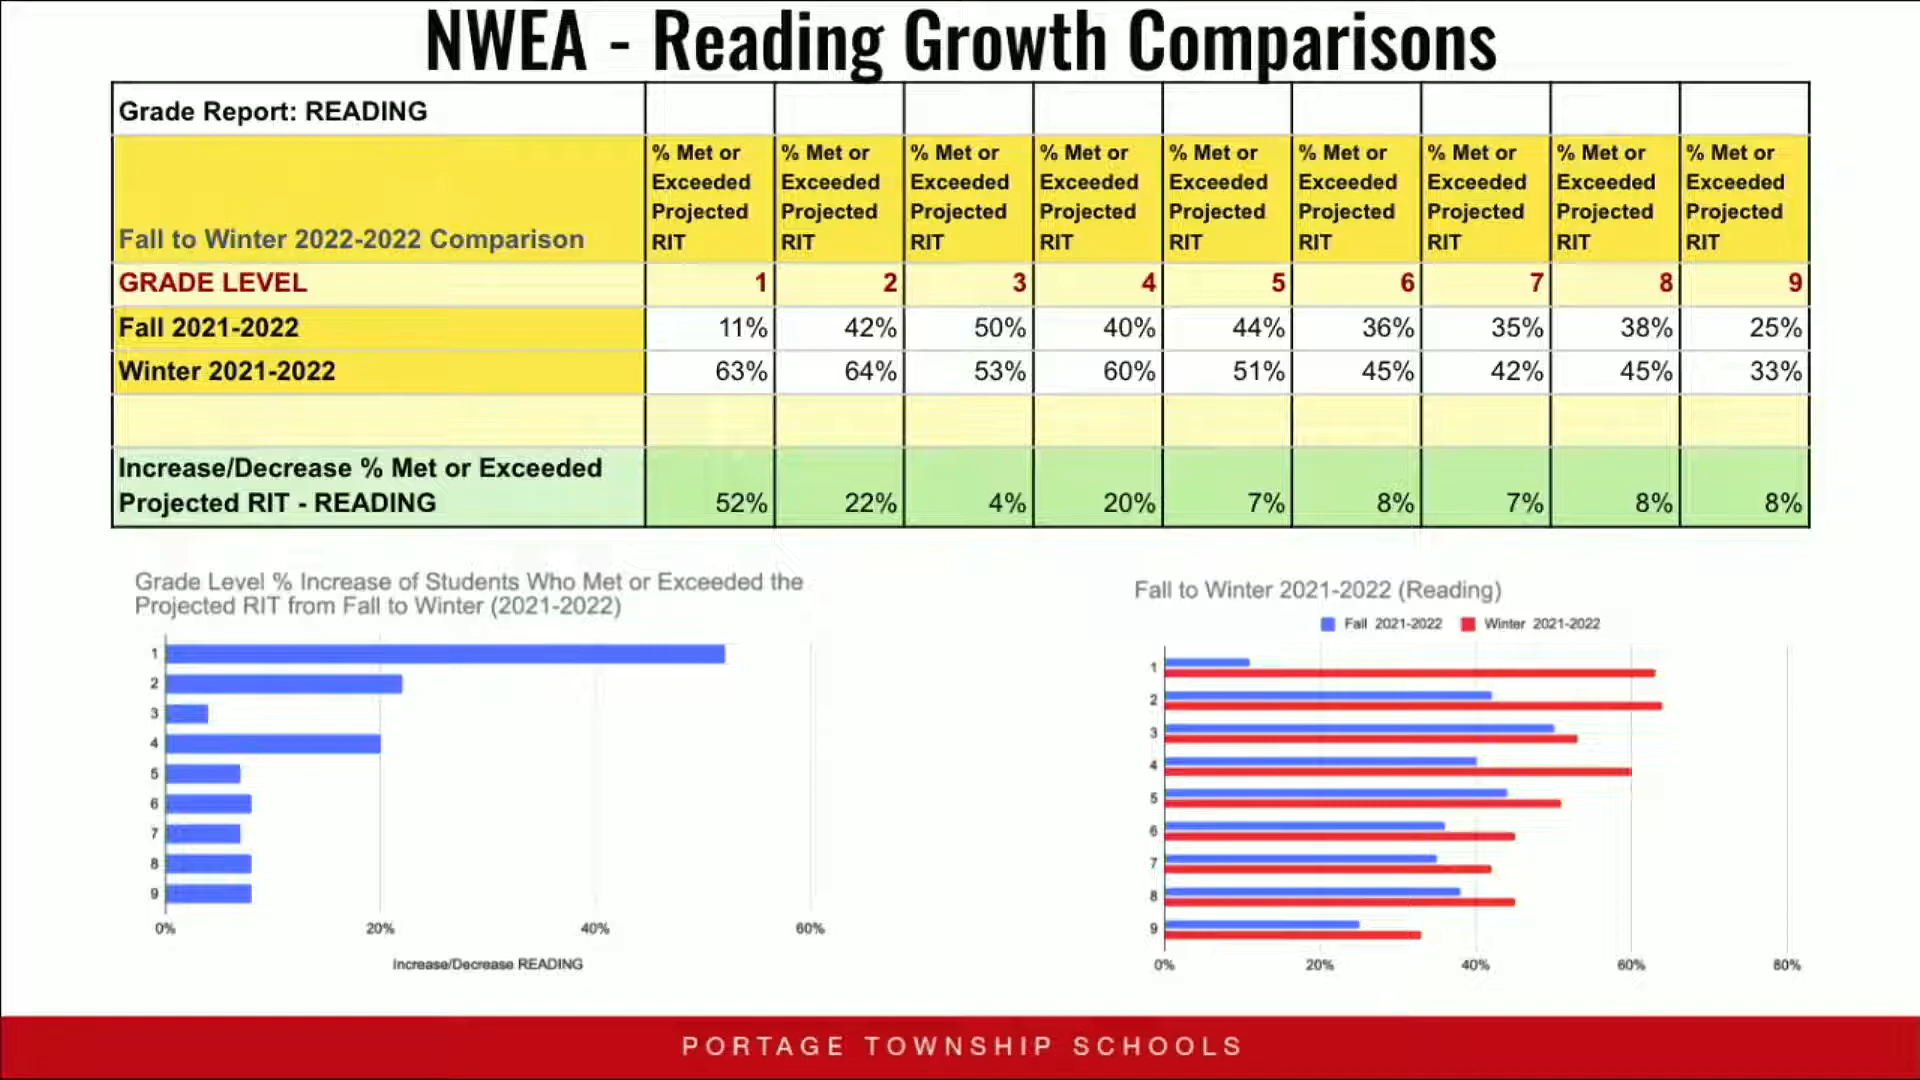 NWEA - Reading Growth Comparisons
Grade Report: READING
Fall to Winter 2022-2022 Comparison % Met or Exceeded Projected RIT % Met or Exceeded Projected RIT % Met or Exceeded Projected RIT % Met or Exceeded Projected RIT % Met or Exceeded Projected RIT % Met or Exceeded Projected RIT % Met or Exceeded Projected RIT % Met or Exceeded Projected RIT % Met or Exceeded Projected RIT
GRADE LEVEL 1 2 3 4 5 6 7 8 9
Fall 2021-2022 11% 42% 50% 40% 44% 36% 35% 38% 25%
Winter 2021-2022 63% 64% 53% 60% 51% 45% 42% 45% 33%
Increase/Decrease % Met or Exceeded
Projected RIT - READING 52% 22% 4% 20% 7% 8% 7% 8% 8%
Grade Level % Increase of Students Who Met or Exceeded the
Projected RIT from Fall to Winter (2021-2022)
1
2
3
4
5
6
7
8
9
0% 20% 40% 60%
Increase/Decrease READING
Fall to Winter 2021-2022 (Reading)
Fall 2021-2022 Winter 2021-2022
1
2
3
4
5
6
7
8
9
0% 20% 40% 60% 80%
PORTAGE TOWNSHIP SCHOOLS